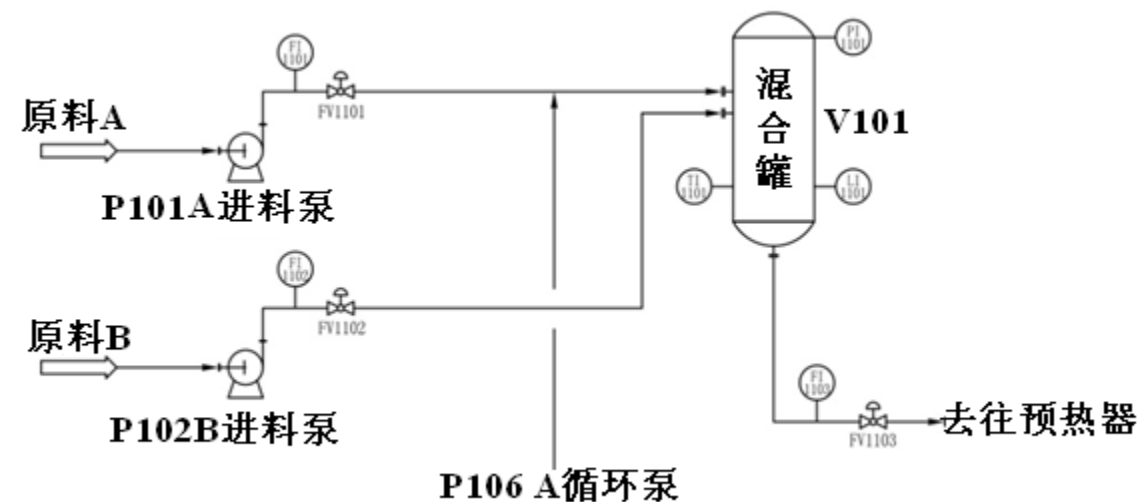 PI
1101
FI
1101
混合罐
FV1101
原料A
V101
TI
1101
LI
1101
P101A进料泵
FI
1102
FV1102
原料B
FI
1103
去往预热器
P102B进料泵
FV1103
P106 A循环泵